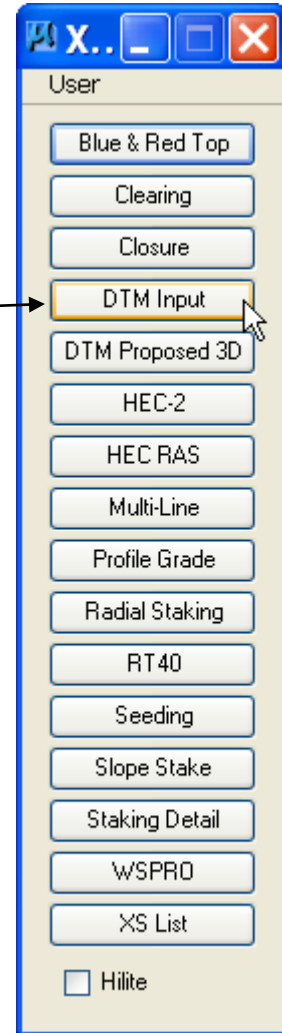 X..
User
Blue & Red Top
Clearing
Closure
DTM Input
DTM Proposed 3D
HEC-2
HEC RAS
Multi-Line
Profile Grade
Radial Staking
RT40
Seeding
Slope Stake
Staking Detail
WSPRO
XS List
Hilite